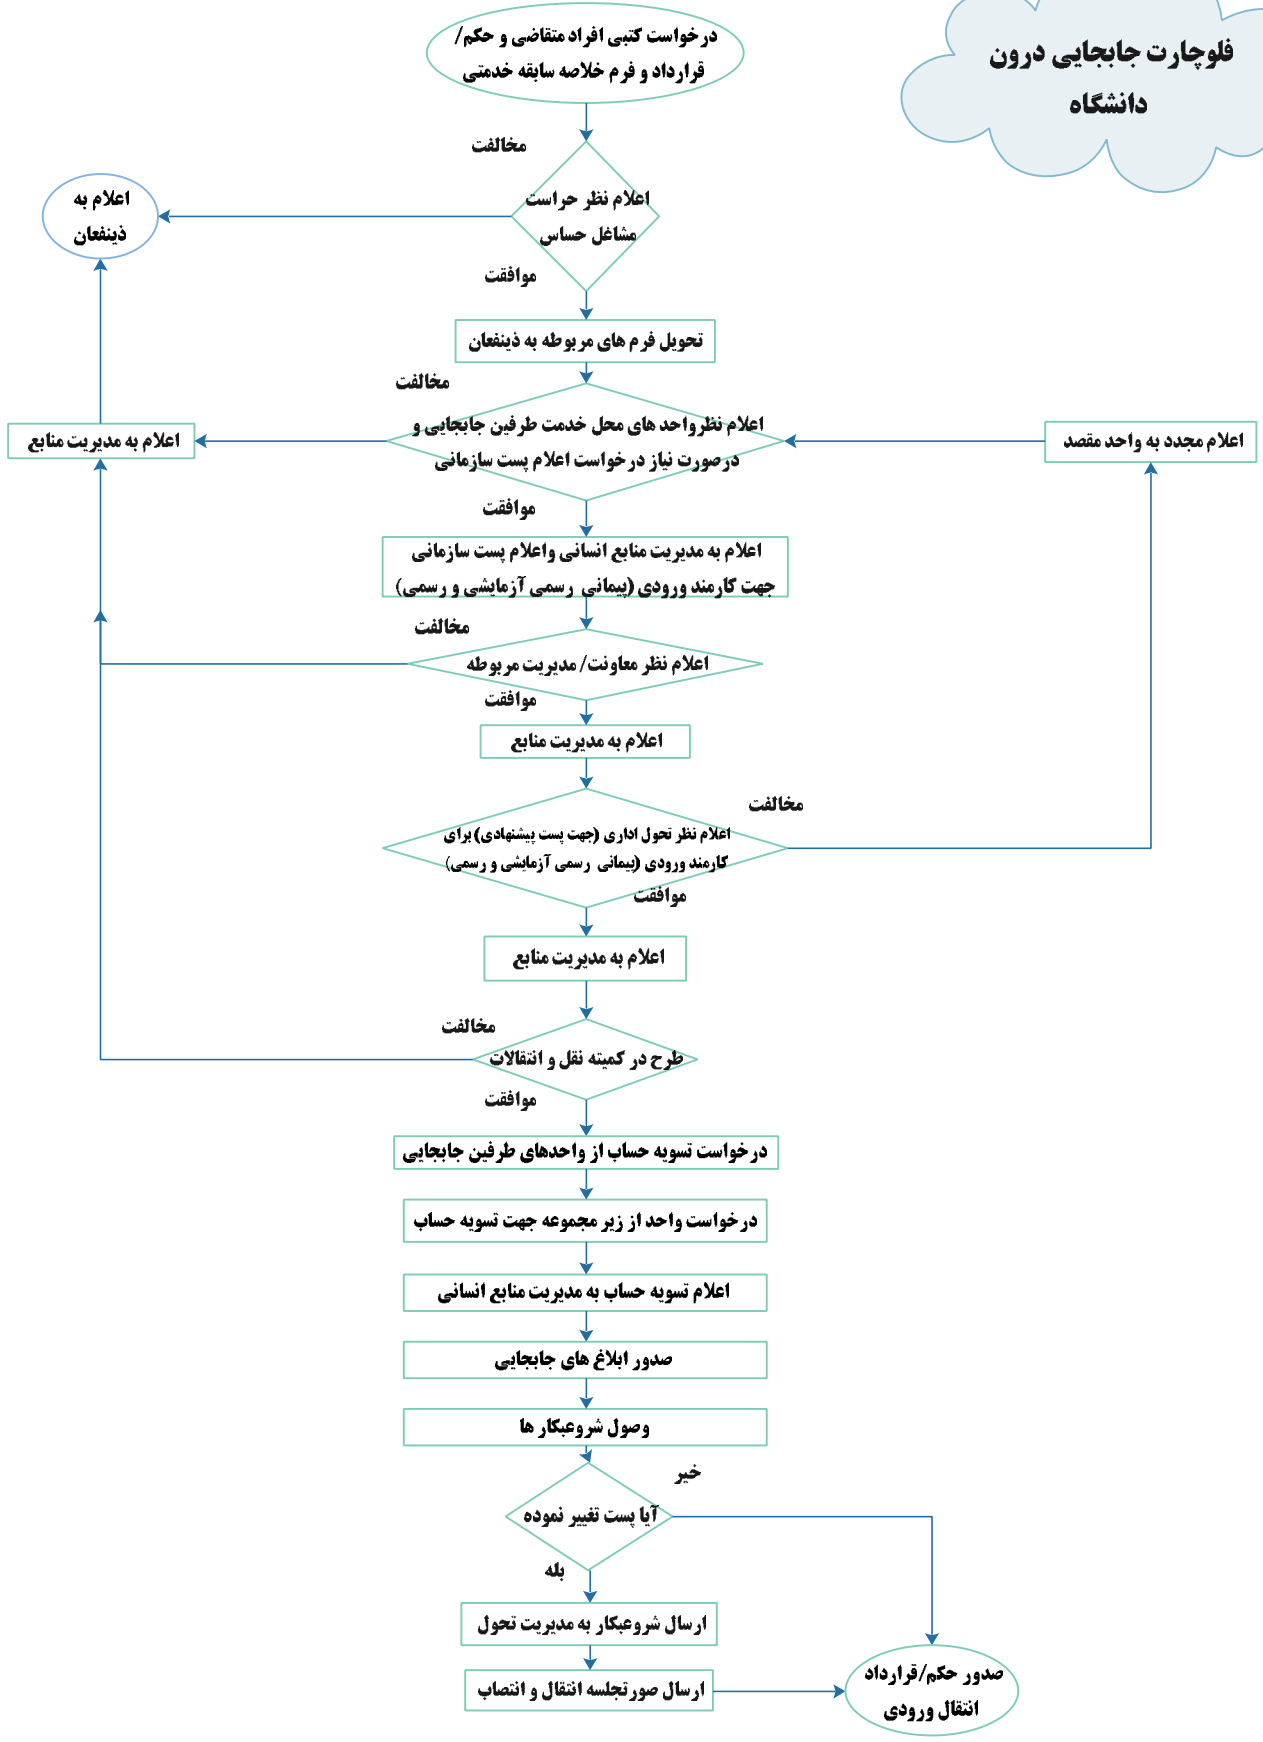 فلوچارت جابجایی درون
دانشگاه
درخواست کتبی افراد متقاضی و حکم/
قرارداد و فرم خلاصه سابقه خدمتی
مخالفت
اعلام نظر حراست
مشاغل حساس
اعلام به
ذینفعان
موافقت
تحویل فرم های مربوطه به ذینفعان
مخالفت
اعلام نظرواحد های محل خدمت طرفین جابجایی و
درصورت نیاز درخواست اعلام پست سازمانی
اعلام مجدد به واحد مقصد
اعلام به مدیریت منابع
موافقت
اعلام به مدیریت منابع انسانی واعلام پست سازمانی
جهت کارمند ورودی (پیمانی رسمی آزمایشی و رسمی)
مخالفت
اعلام نظر معاونت/ مدیریت مربوطه
موافقت
اعلام به مدیریت منابع
مخالفت
اعلام نظر تحول اداری (جهت پست پیشنهادی) برای
کارمند ورودی (پیمانی رسمی آزمایشی و رسمی)
موافقت
اعلام به مدیریت منابع
مخالفت
طرح در کمیته نقل و انتقالات
موافقت
درخواست تسویه حساب از واحدهای طرفین جابجایی
درخواست واحد از زیر مجموعه جهت تسویه حساب
اعلام تسویه حساب به مدیریت منابع انسانی
صدور ابلاغ های جابجایی
وصول شروعبکار ها
خیر
آیا پست تغییر نموده
بله
ارسال شروعبکار به مدیریت تحول
ارسال صورتجلسه انتقال و انتصاب
صدور حکم/قرارداد
انتقال ورودی